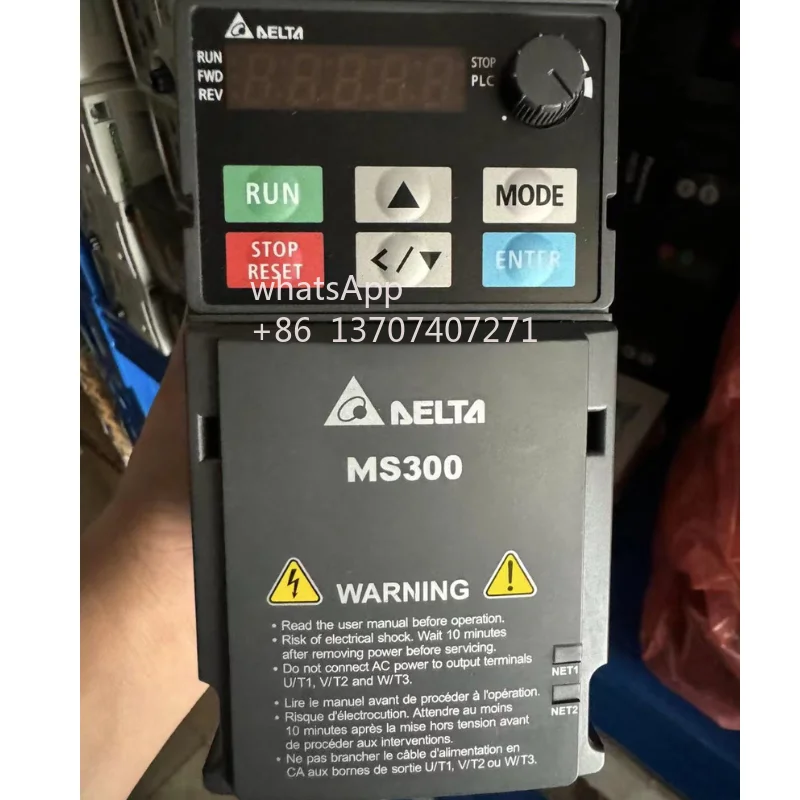 DELTA
RUN
FWD
REV
STOP
PLC
RUN
▲
MODE
STOP
RESET
</▼
ENTER
whatsApp
+86 13707407271
DELTA
MS300
WARNING
• Read the user manual before operation.
• Risk of electrical shock. Wait 10 minutes
after removing power before servicing.
• Do not connect AC power to output terminals
U/T1, V/T2 and W/T3.
NET1
• Lire le manuel avant de procéder à l'opération.
• Risque d'électrocution. Attendre au moins
10 minutes après la mise hors tension avant
de procéder aux interventions.
NET2
• Ne pas brancher le câble d'alimentation en
CA aux bornes de sortie U/T1, V/T2 ou W/T3.